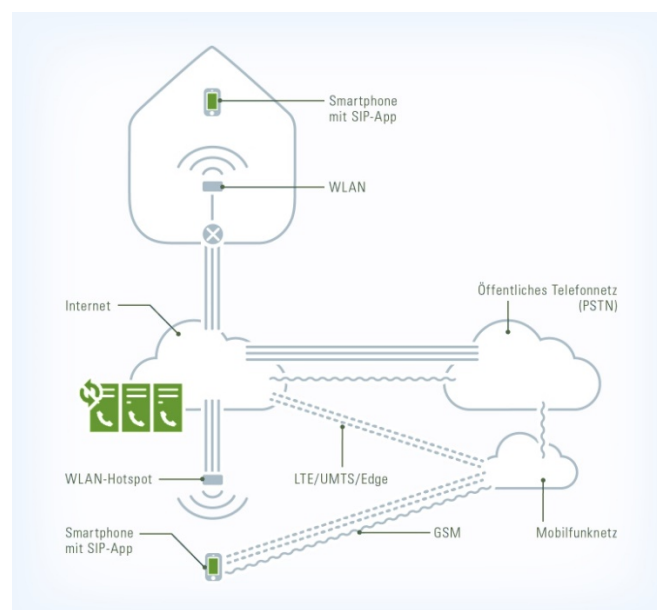 Smartphone
mit SIP-App
WLAN
Öffentliches Telefonnetz
(PSTN)
Internet
WLAN-Hotspot
LTE/UMTS/Edge
Smartphone
mit SIP-App
GSM
Mobilfunknetz